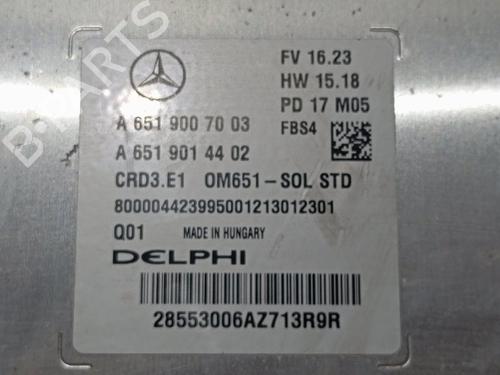 FV 16.23
HW 15.18
PD 17 M05
FBS4
A 651 900 70 03
A 651 901 44 02
CRD3.E1 OM651-SOL STD
800004423995001213012301
Q01 MADE IN HUNGARY
DELPHI
28553006AZ713R9R